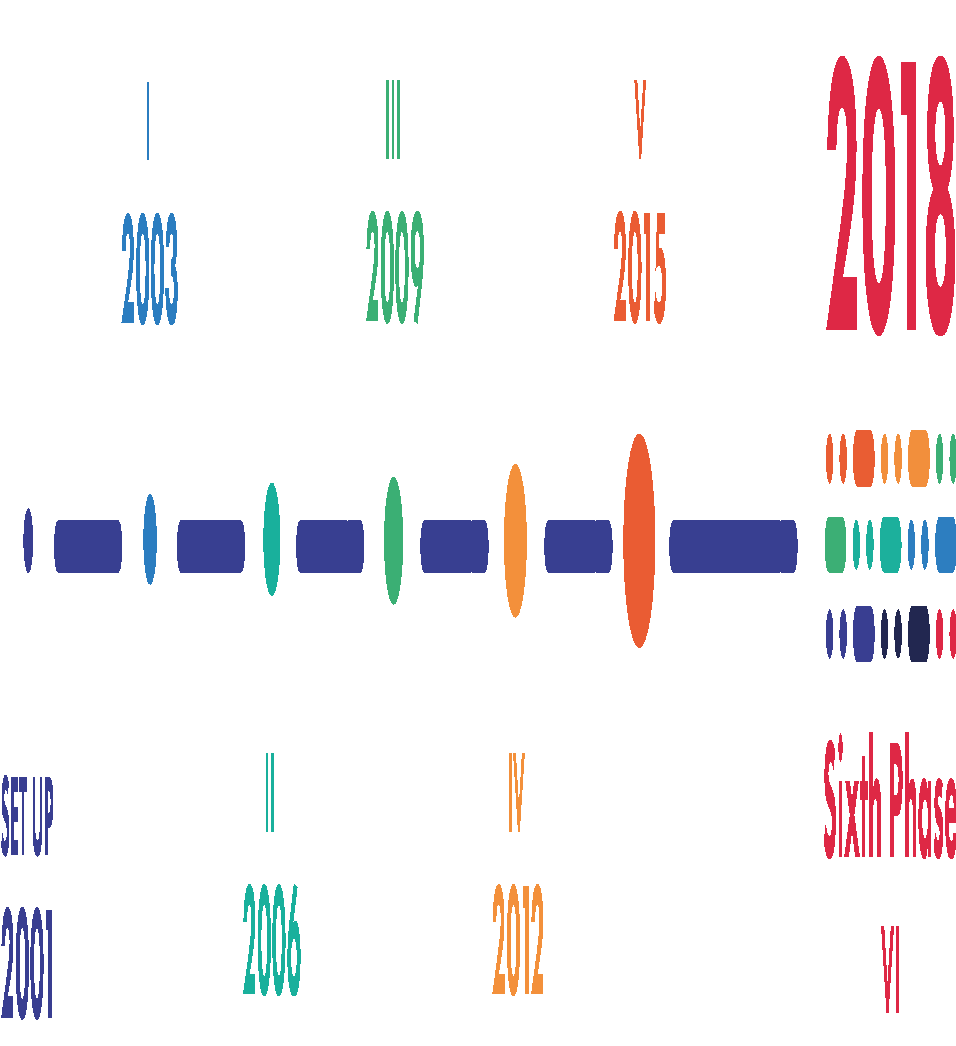 I
III
V
2018
2003
2009
2015
SET UP
II
IV
Sixth Phase
2001
2006
2012
VI